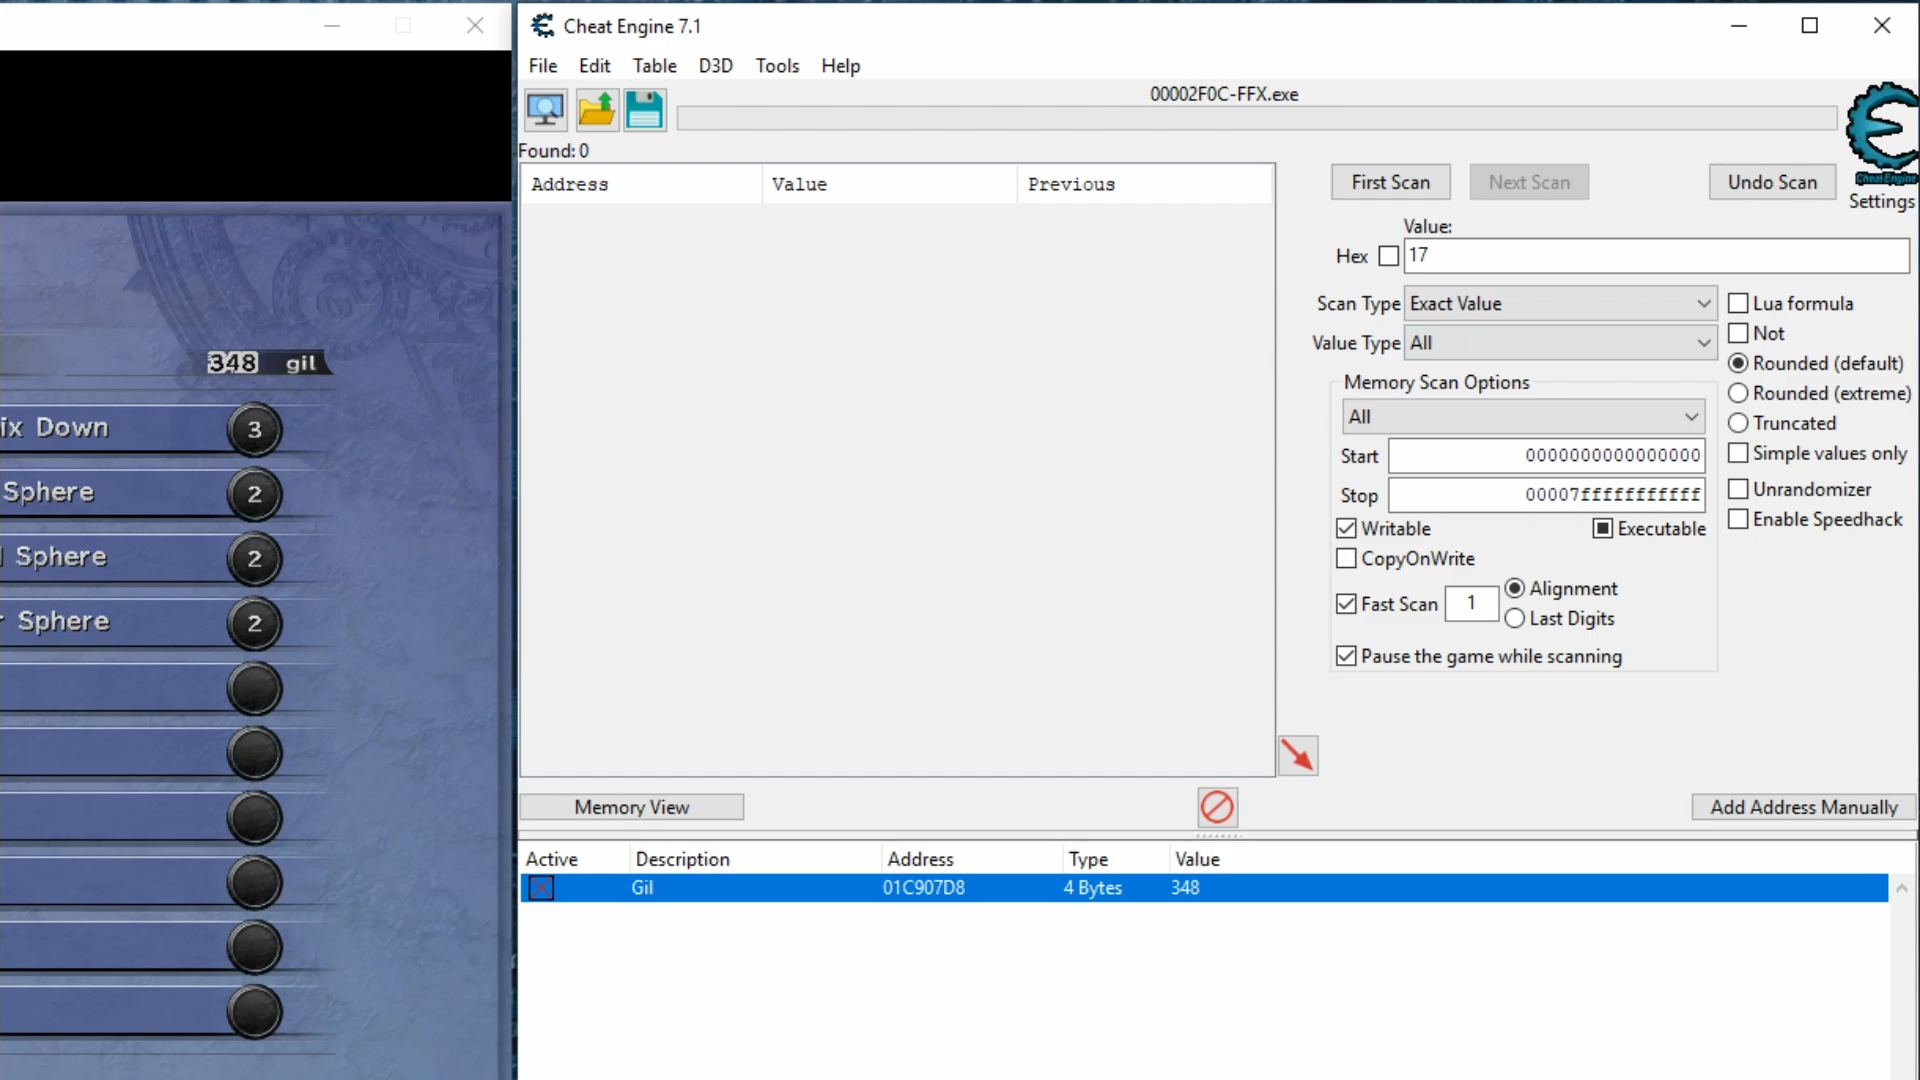 348 gil
ix Down 3
Sphere 2
l Sphere 2
r Sphere 2
Cheat Engine 7.1
File Edit Table D3D Tools Help
00002F0C-FFX.exe
Found: 0
Address Value Previous
First Scan Next Scan Undo Scan
Cheat Engine
Settings
Value:
Hex 17
Scan Type Exact Value
Value Type All
Lua formula
Not
Rounded (default)
Rounded (extreme)
Truncated
Simple values only
Unrandomizer
Enable Speedhack
Memory Scan Options
All
Start 0000000000000000
Stop 00007fffffffffff
Writable Executable
CopyOnWrite
Fast Scan 1 Alignment
Last Digits
Pause the game while scanning
Memory View Add Address Manually
Active Description Address Type Value
Gil 01C907D8 4 Bytes 348